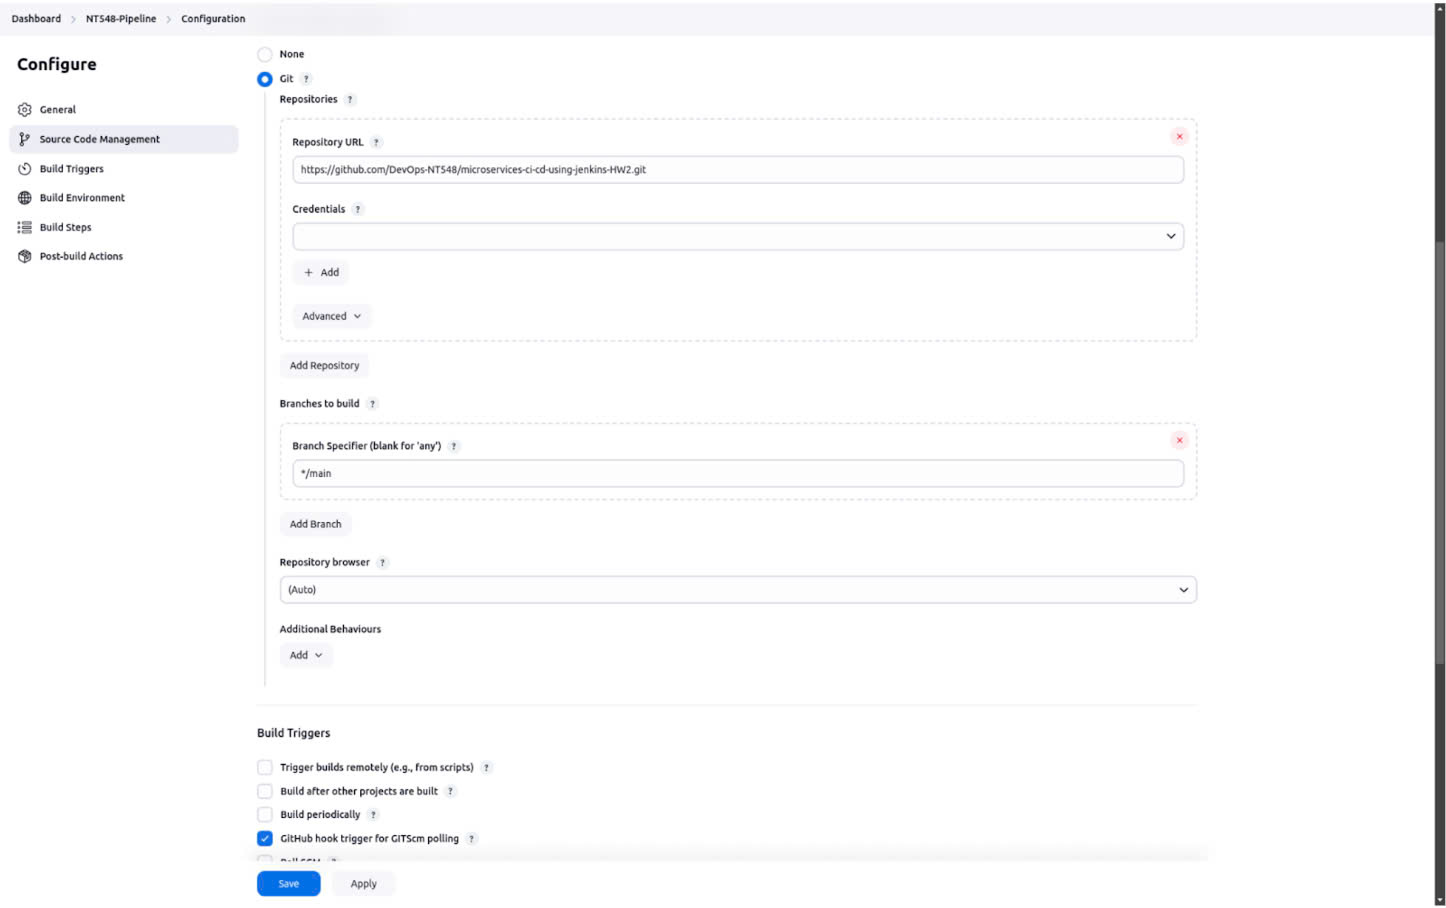 Dashboard > NT548-Pipeline > Configuration
Configure
General
Source Code Management
Build Triggers
Build Environment
Build Steps
Post-build Actions
None
Git ?
Repositories ?
Repository URL ?
https://github.com/DevOps-NT548/microservices-ci-cd-using-jenkins-HW2.git
Credentials ?
+ Add
Advanced
Add Repository
Branches to build ?
Branch Specifier (blank for 'any') ?
*/main
Add Branch
Repository browser ?
(Auto)
Additional Behaviours
Add
Build Triggers
Trigger builds remotely (e.g., from scripts) ?
Build after other projects are built ?
Build periodically ?
GitHub hook trigger for GITScm polling ?
Poll SCM ?
Save
Apply